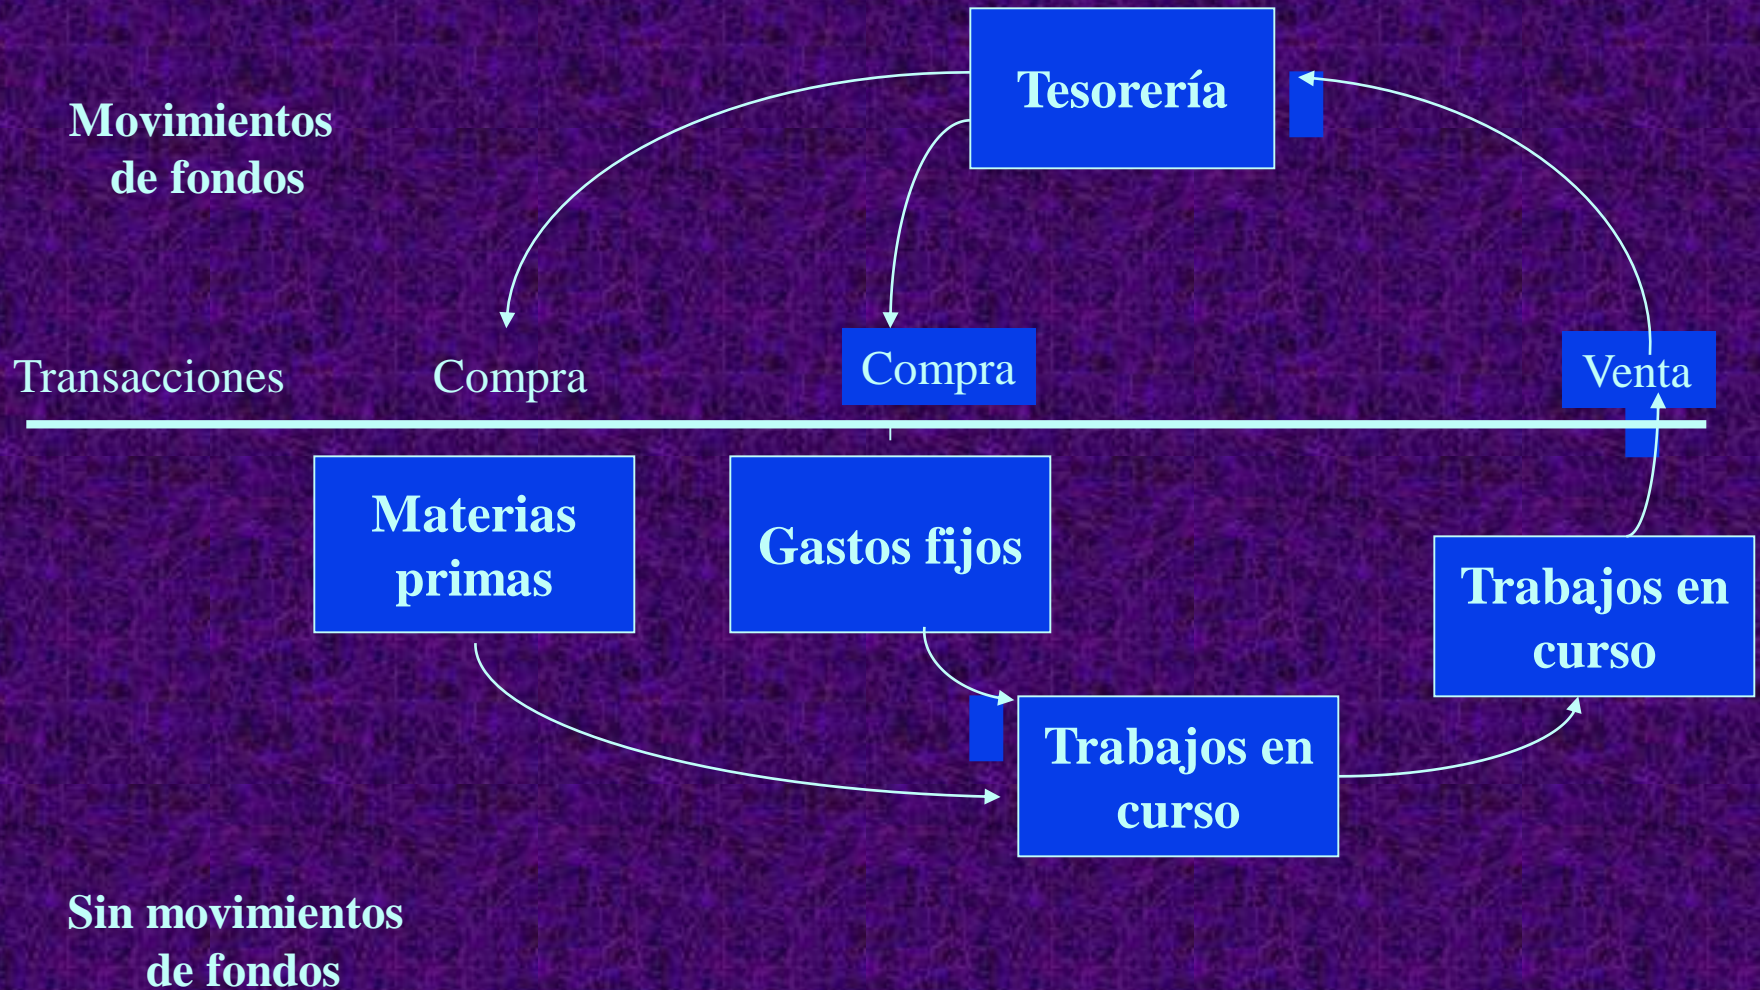 Tesorería
Movimientos
de fondos
Transacciones
Compra
Compra
Venta
Materias
primas
Gastos fijos
Trabajos en
curso
Trabajos en
curso
Sin movimientos
de fondos